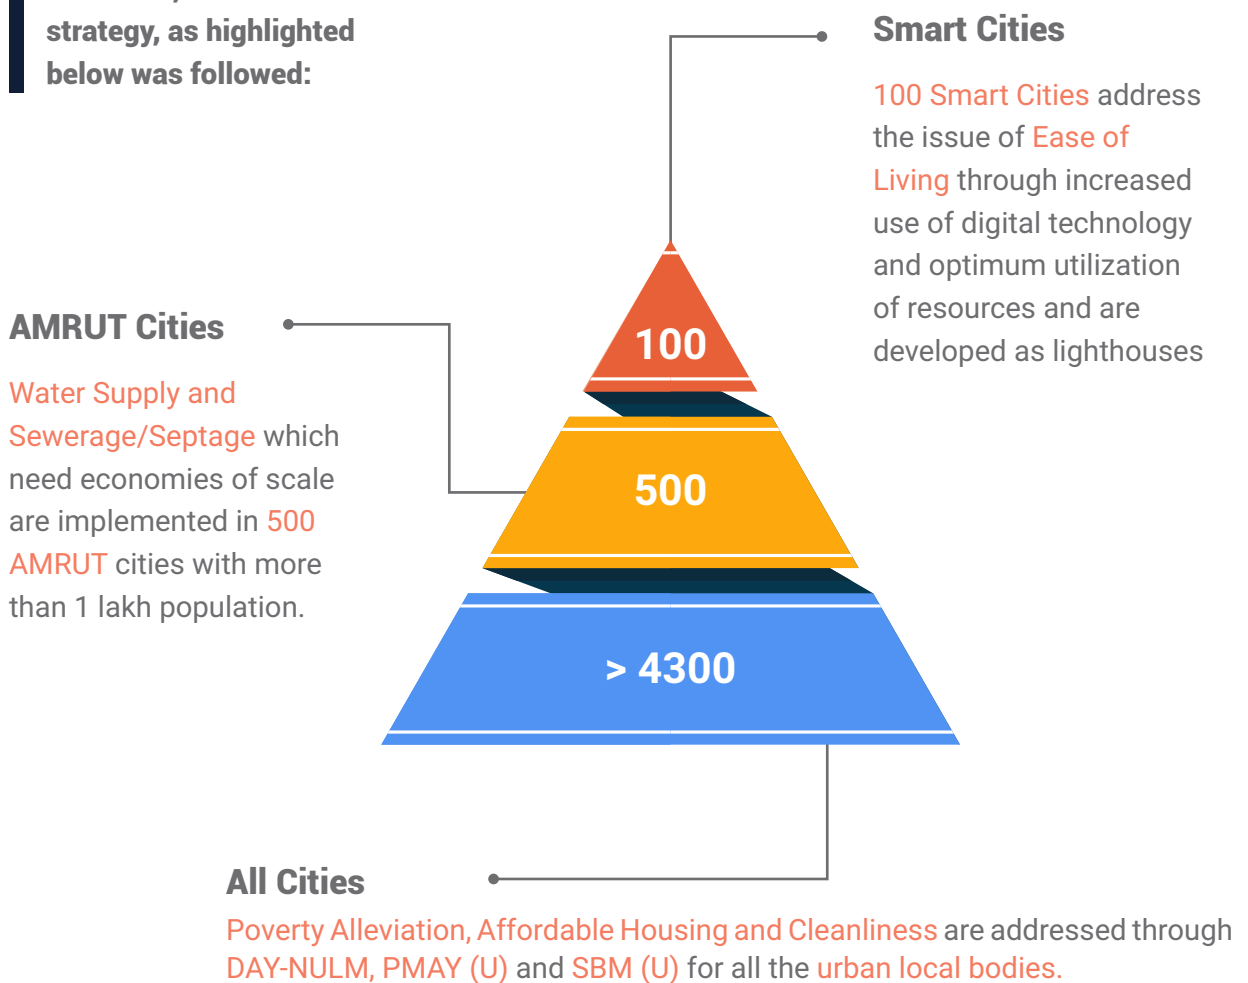 strategy, as highlighted
below was followed:
Smart Cities
100 Smart Cities address
the issue of Ease of
Living through increased
use of digital technology
and optimum utilization
of resources and are
developed as lighthouses
AMRUT Cities
Water Supply and
Sewerage/Septage which
need economies of scale
are implemented in 500
AMRUT cities with more
than 1 lakh population.
100
500
> 4300
All Cities
Poverty Alleviation, Affordable Housing and Cleanliness are addressed through
DAY-NULM, PMAY (U) and SBM (U) for all the urban local bodies.